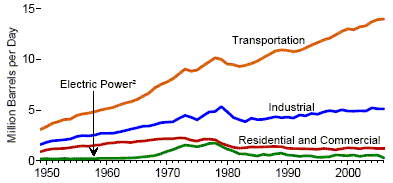 Million Barrels per Day
15
Transportation
10
Electric Power²
Industrial
5
Residential and Commercial
0
1950 1960 1970 1980 1990 2000